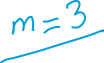 m = 3